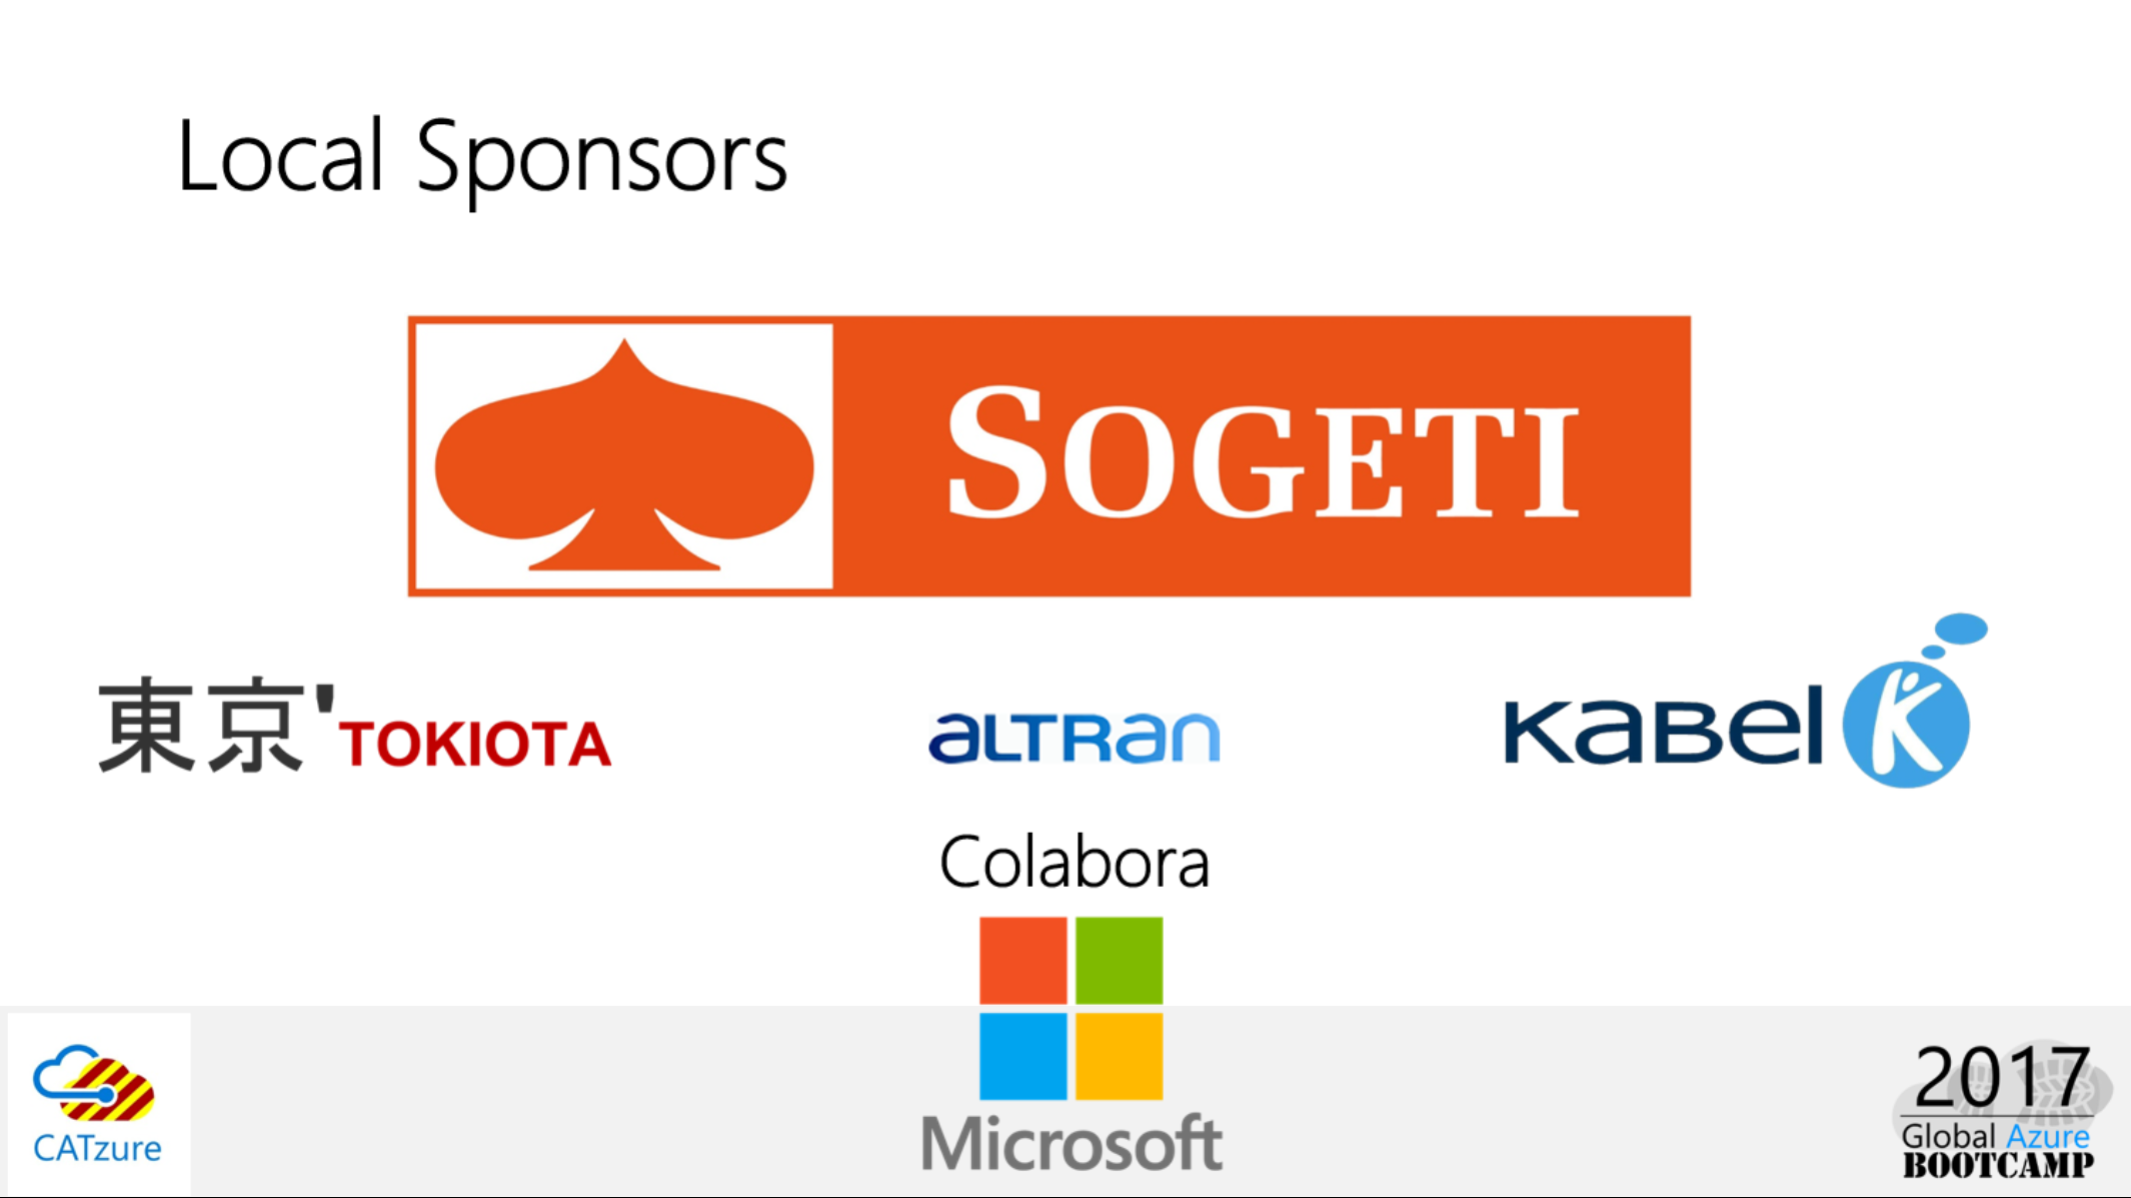 Local Sponsors
SOGETI
東京'TOKIOTA
aLTRan
KaBel
Colabora
Microsoft
CATzure
2017
Global Azure
BOOTCAMP